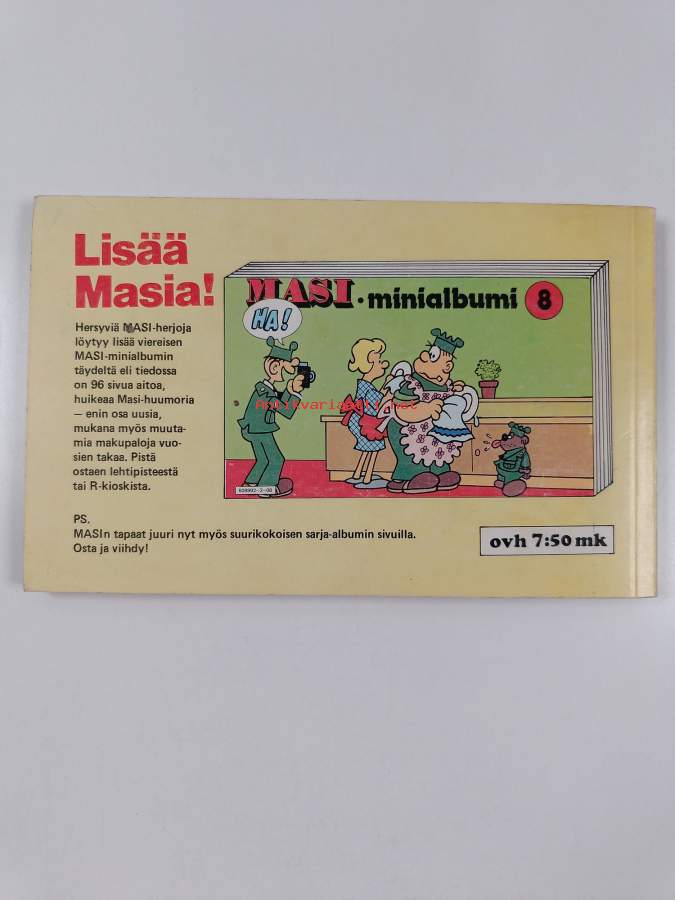 Lisää
Masia!
Hersyviä MASI-herjoja
löytyy lisää viereisen
MASI-minialbumin
täydeltä eli tiedossa
on 96 sivua aitoa,
huikeaa Masi-huumoria
— enin osa uusia,
mukana myös muuta-
mia makupaloja vuo-
sien takaa. Pistä
ostaen lehtipisteestä
tai R-kioskista.
PS.
MASIn tapaat juuri nyt myös suurikokoisen sarja-albumin sivuilla.
Osta ja viihdy!
MASI · minialbumi 8
HA!
ovh 7:50 mk